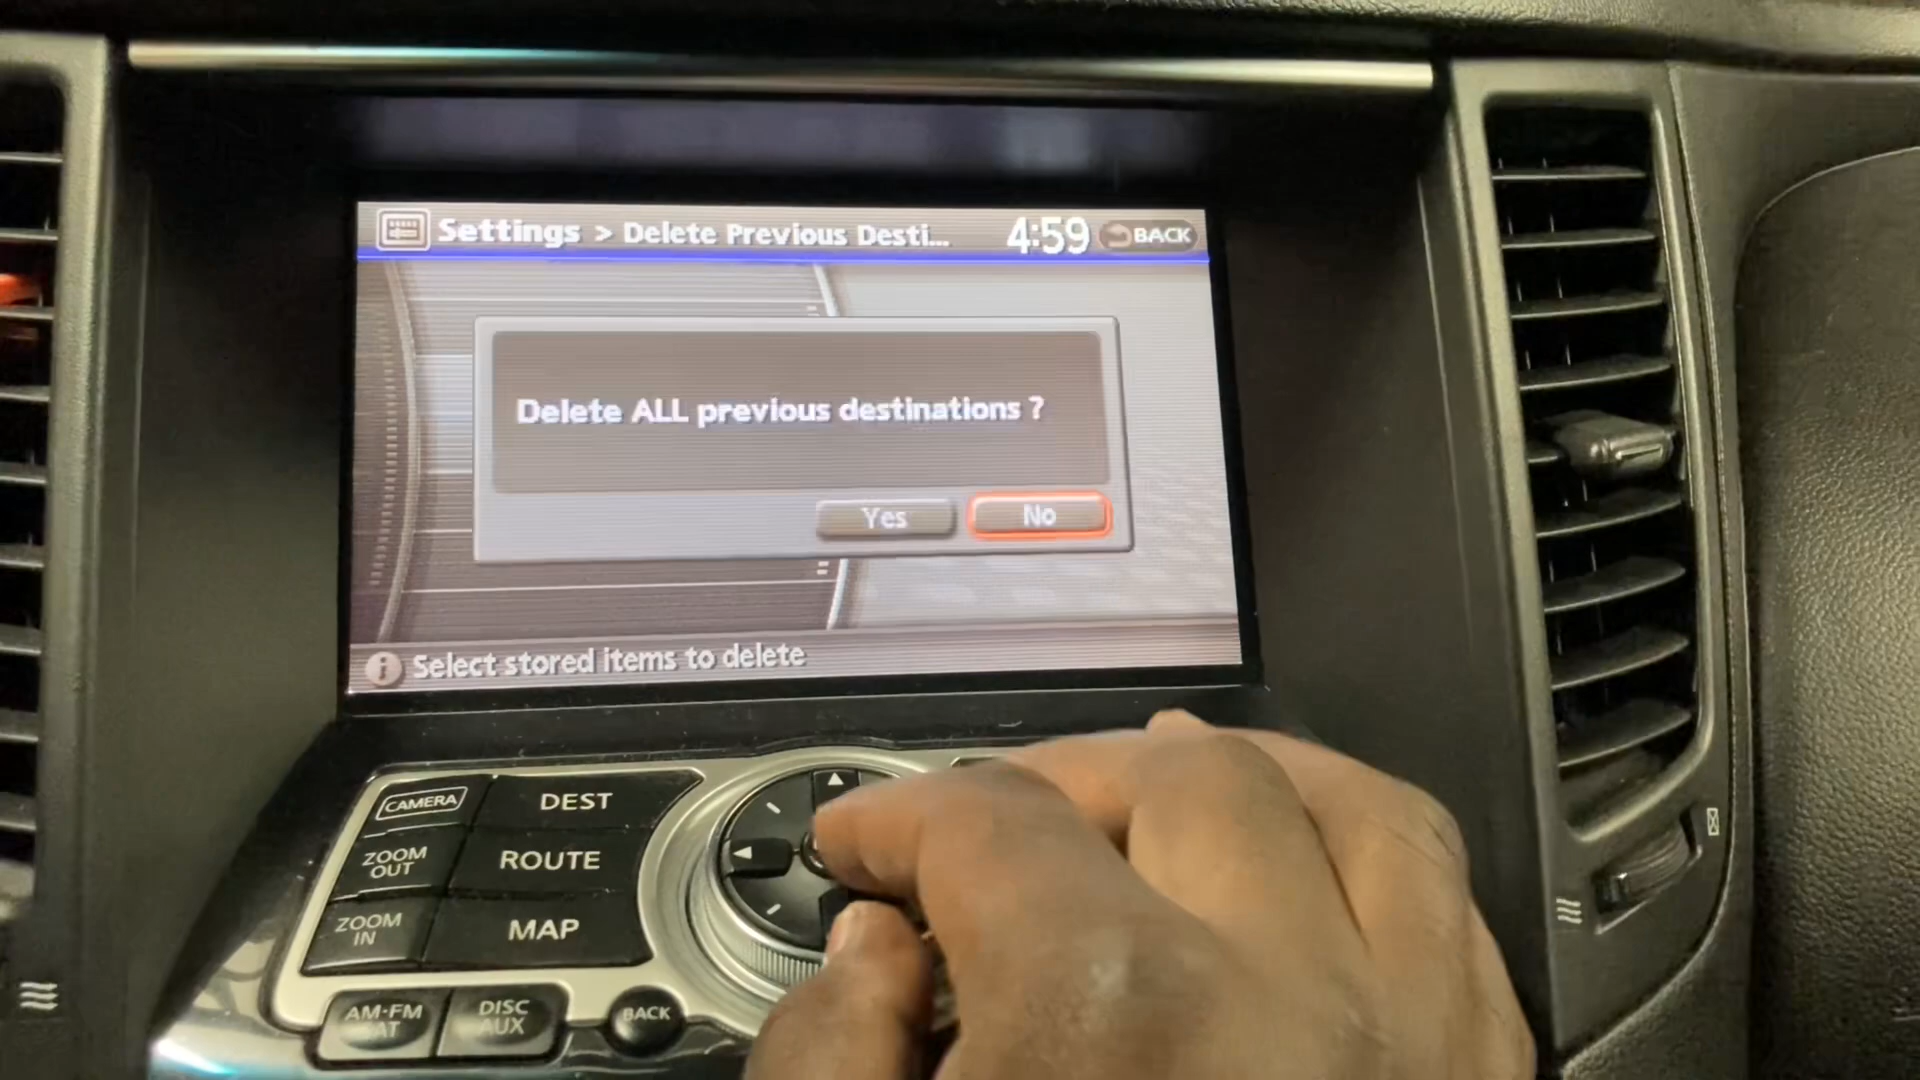 Settings > Delete Previous Desti... 4:59 BACK
Delete ALL previous destinations ?
Yes No
i Select stored items to delete
CAMERA DEST
ZOOM OUT ROUTE
ZOOM IN MAP
AM·FM
DISC AUX
BACK